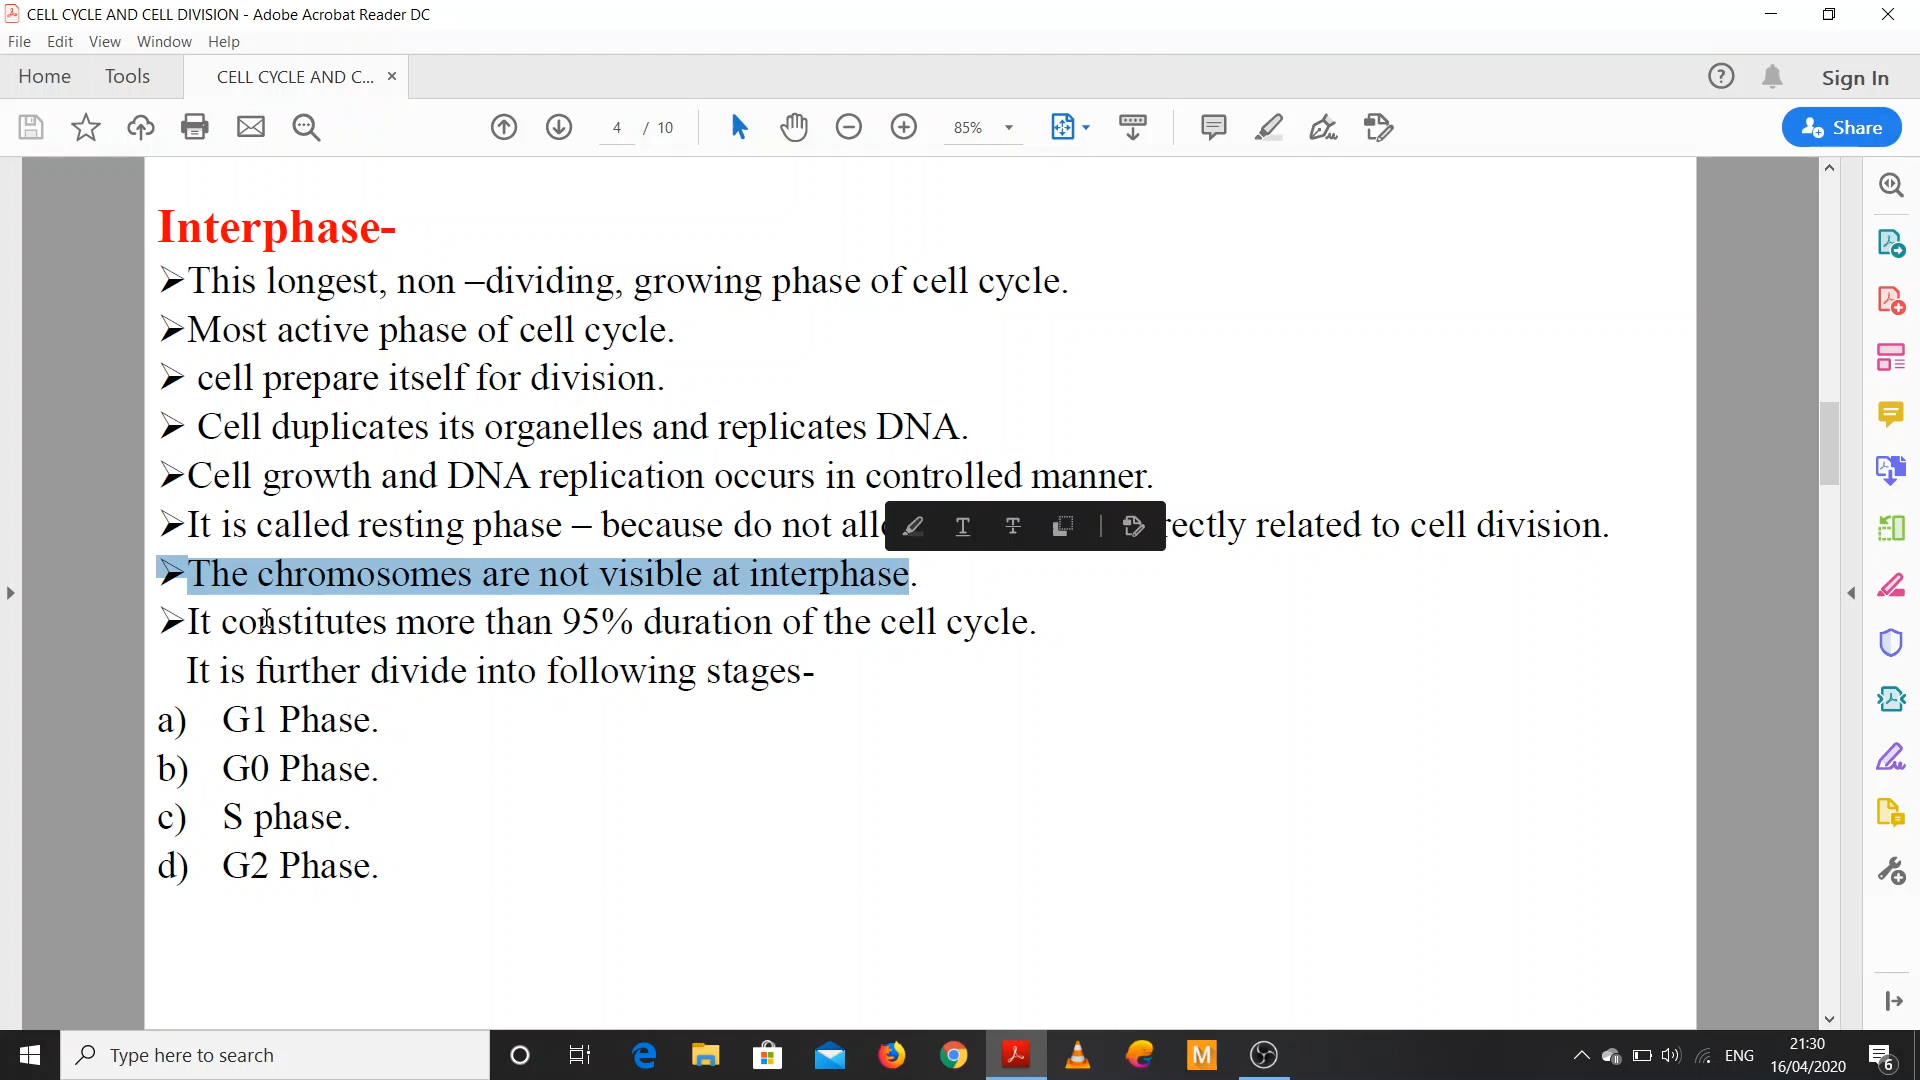 CELL CYCLE AND CELL DIVISION - Adobe Acrobat Reader DC
File Edit View Window Help
Home Tools CELL CYCLE AND C... Sign In
4 / 10 85% Share
Interphase-
➢This longest, non –dividing, growing phase of cell cycle.
➢Most active phase of cell cycle.
➢ cell prepare itself for division.
➢ Cell duplicates its organelles and replicates DNA.
➢Cell growth and DNA replication occurs in controlled manner.
➢It is called resting phase – because do not related to cell division.
➢The chromosomes are not visible at interphase.
➢It constitutes more than 95% duration of the cell cycle.
It is further divide into following stages-
a) G1 Phase.
b) G0 Phase.
c) S phase.
d) G2 Phase.
Type here to search
ENG
21:30
16/04/2020
6